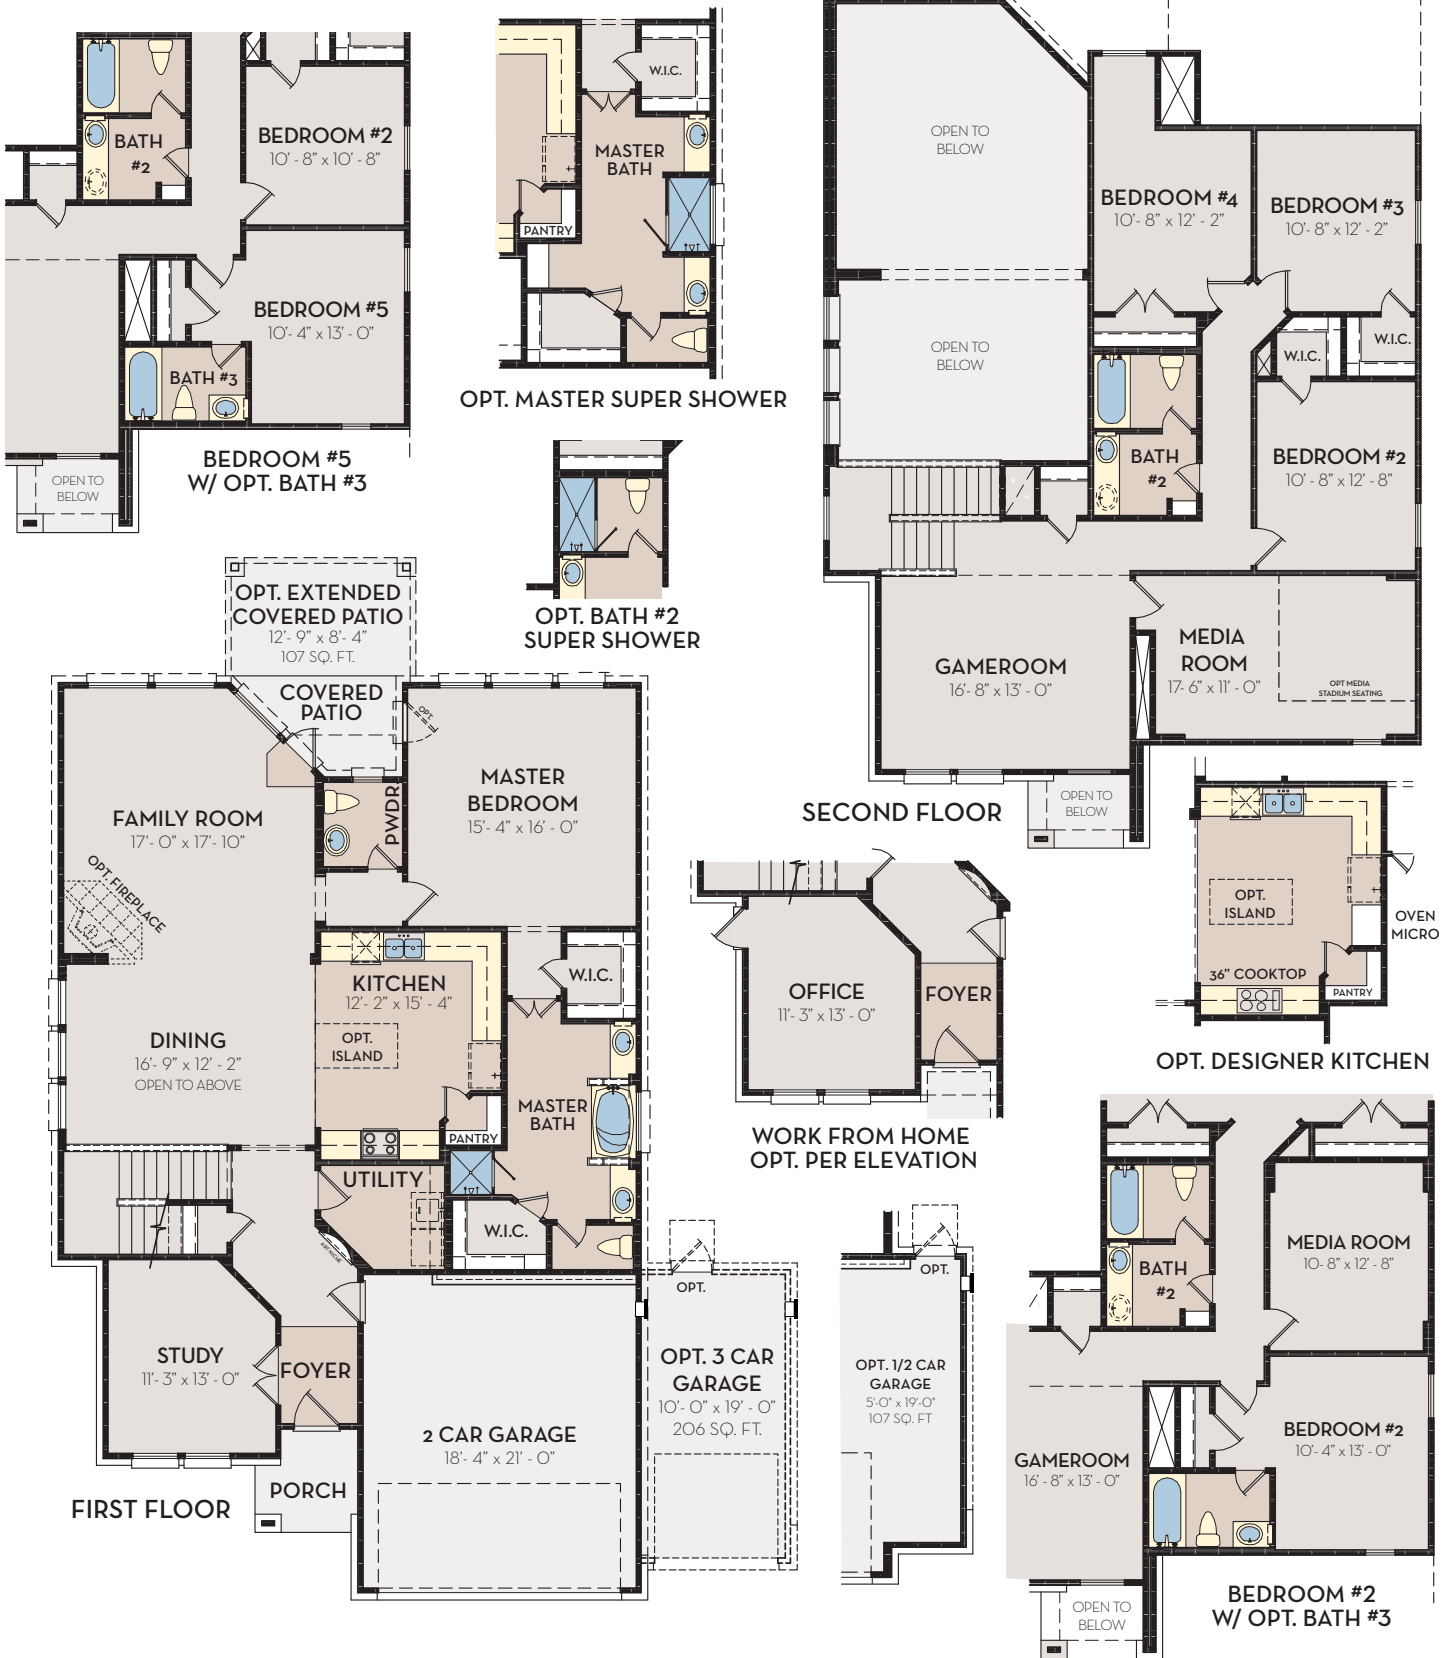 BEDROOM #2
10' - 8" x 10' - 8"
BATH
#2
BEDROOM #5
10'- 4" x 13' - 0"
BATH #3
OPEN TO
BELOW
BEDROOM #5
W/ OPT. BATH #3
W.I.C.
MASTER
BATH
PANTRY
OPT. MASTER SUPER SHOWER
OPT. BATH #2
SUPER SHOWER
OPEN TO
BELOW
OPEN TO
BELOW
BEDROOM #4
10'- 8" x 12' - 2"
BEDROOM #3
10'- 8" x 12' - 2"
W.I.C.
W.I.C.
BATH
#2
BEDROOM #2
10' - 8" x 12' - 8"
GAMEROOM
16'- 8" x 13' - 0"
MEDIA
ROOM
17- 6" x 11' - 0"
OPT MEDIA
STADIUM SEATING
OPEN TO
BELOW
SECOND FLOOR
OPT. EXTENDED
COVERED PATIO
12'- 9" x 8'- 4"
107 SQ. FT.
COVERED
PATIO
OPT.
FAMILY ROOM
17'- 0" x 17'- 10"
OPT. FIREPLACE
PWDR
MASTER
BEDROOM
15'- 4" x 16' - 0"
KITCHEN
12'- 2" x 15' - 4"
OPT.
ISLAND
W.I.C.
DINING
16'- 9" x 12' - 2"
OPEN TO ABOVE
MASTER
BATH
PANTRY
UTILITY
W.I.C.
ART NICHE
STUDY
11'- 3" x 13' - 0"
FOYER
2 CAR GARAGE
18'- 4" x 21' - 0"
PORCH
FIRST FLOOR
OPT.
OPT. 3 CAR
GARAGE
10'- 0" x 19' - 0"
206 SQ. FT.
OFFICE
11'- 3" x 13' - 0"
FOYER
WORK FROM HOME
OPT. PER ELEVATION
OPT.
ISLAND
OVEN
MICRO
36" COOKTOP
PANTRY
OPT. DESIGNER KITCHEN
OPT.
OPT. 1/2 CAR
GARAGE
5'-0" x 19'-0"
107 SQ. FT
BATH
#2
MEDIA ROOM
10- 8" x 12' - 8"
GAMEROOM
16' - 8" x 13' - 0"
BEDROOM #2
10'- 4" x 13' - 0"
OPEN TO
BELOW
BEDROOM #2
W/ OPT. BATH #3